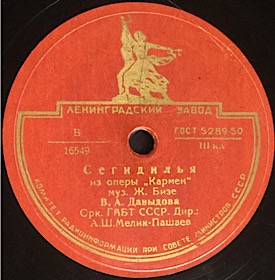 ЛЕНИНГРАДСКИЙ ЗАВОД
В
16549
ГОСТ 5289-50
III кл
Сегидилья
из оперы „Кармен"
муз. Ж. Бизе
В. А. Давыдова
Орк. ГАБТ СССР. Дир.:
А.Ш.Мелик-Пашаев
КОМИТЕТ РАДИОИНФОРМАЦИИ ПРИ СОВЕТЕ МИНИСТРОВ СССР